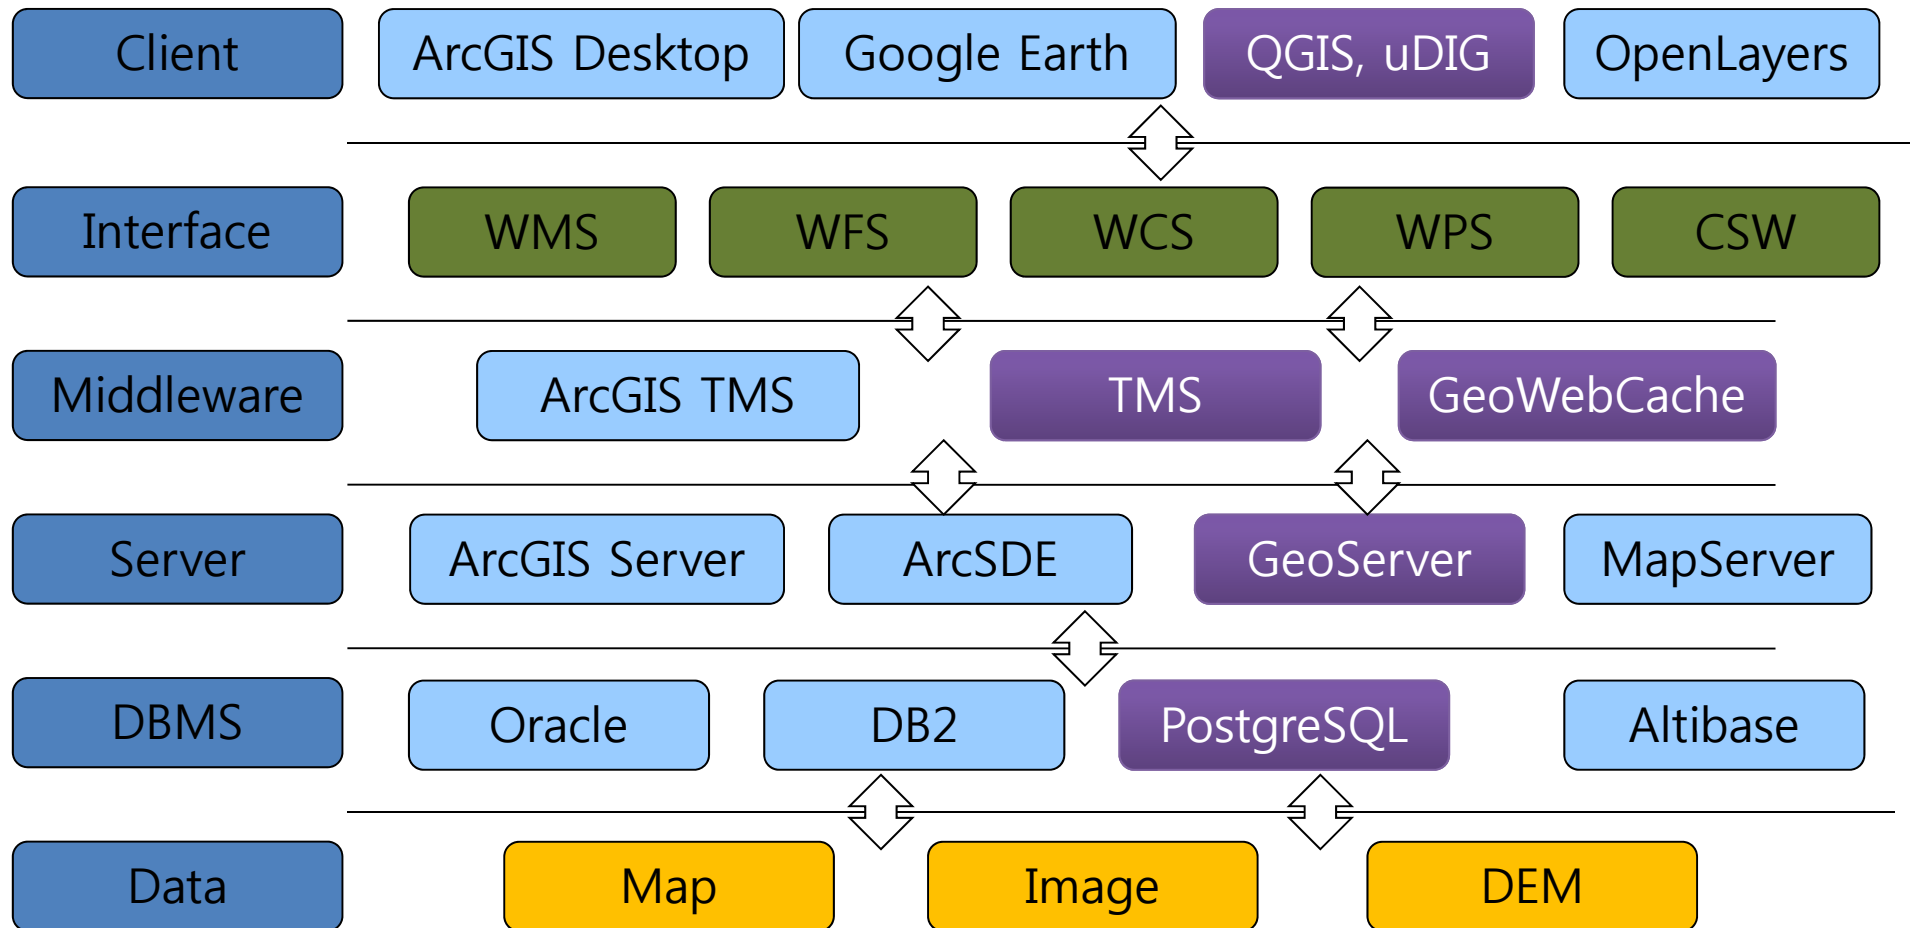 Client
ArcGIS Desktop
Google Earth
QGIS, uDIG
OpenLayers
Interface
WMS
WFS
WCS
WPS
CSW
Middleware
ArcGIS TMS
TMS
GeoWebCache
Server
ArcGIS Server
ArcSDE
GeoServer
MapServer
DBMS
Oracle
DB2
PostgreSQL
Altibase
Data
Map
Image
DEM